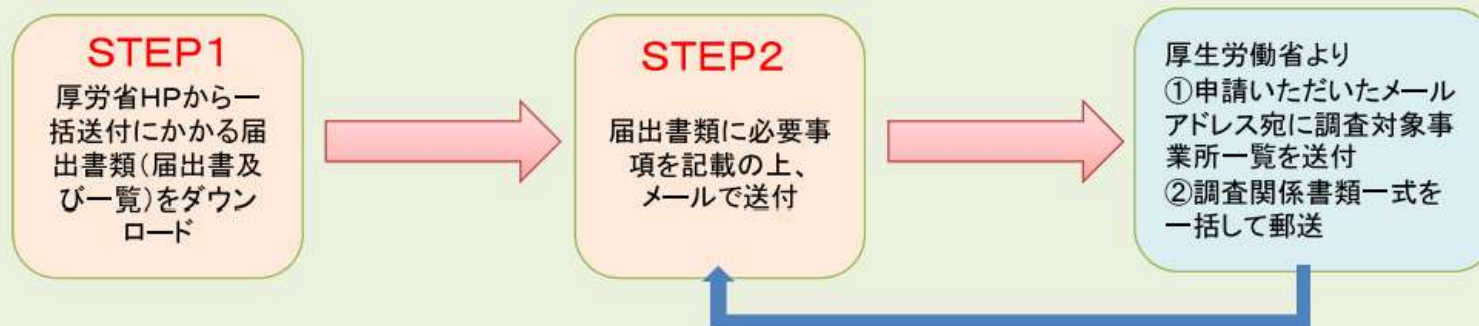 STEP1
厚労省HPから一
括送付にかかる届
出書類(届出書及
び一覧)をダウン
ロード
STEP2
届出書類に必要事
項を記載の上、
メールで送付
厚生労働省より
①申請いただいたメール
アドレス宛に調査対象事
業所一覧を送付
②調査関係書類一式を
一括して郵送